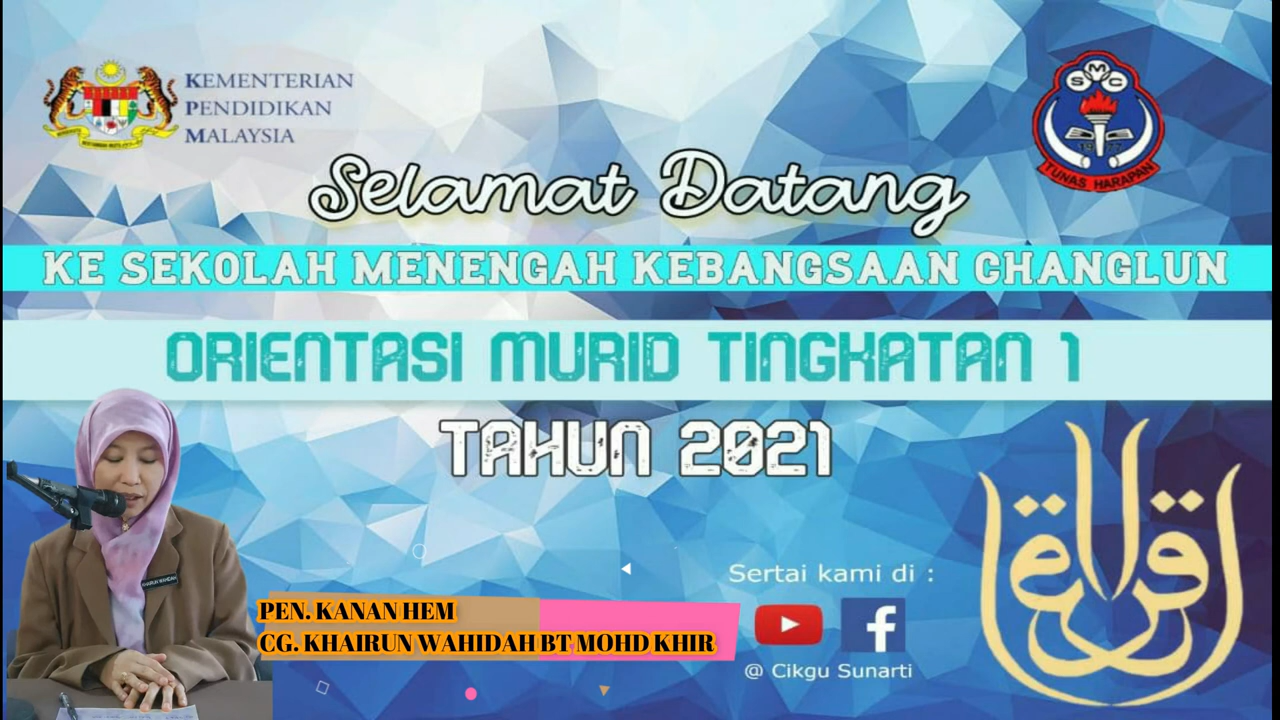 KEMENTERIAN
PENDIDIKAN
MALAYSIA
SMC
1977
TUNAS HARAPAN
Selamat Datang
KE SEKOLAH MENENGAH KEBANGSAAN CHANGLUN
ORIENTASI MURID TINGKATAN 1
TAHUN 2021
Sertai kami di :
f
@ Cikgu Sunarti
PEN. KANAN HEM
CG. KHAIRUN WAHIDAH BT MOHD KHIR